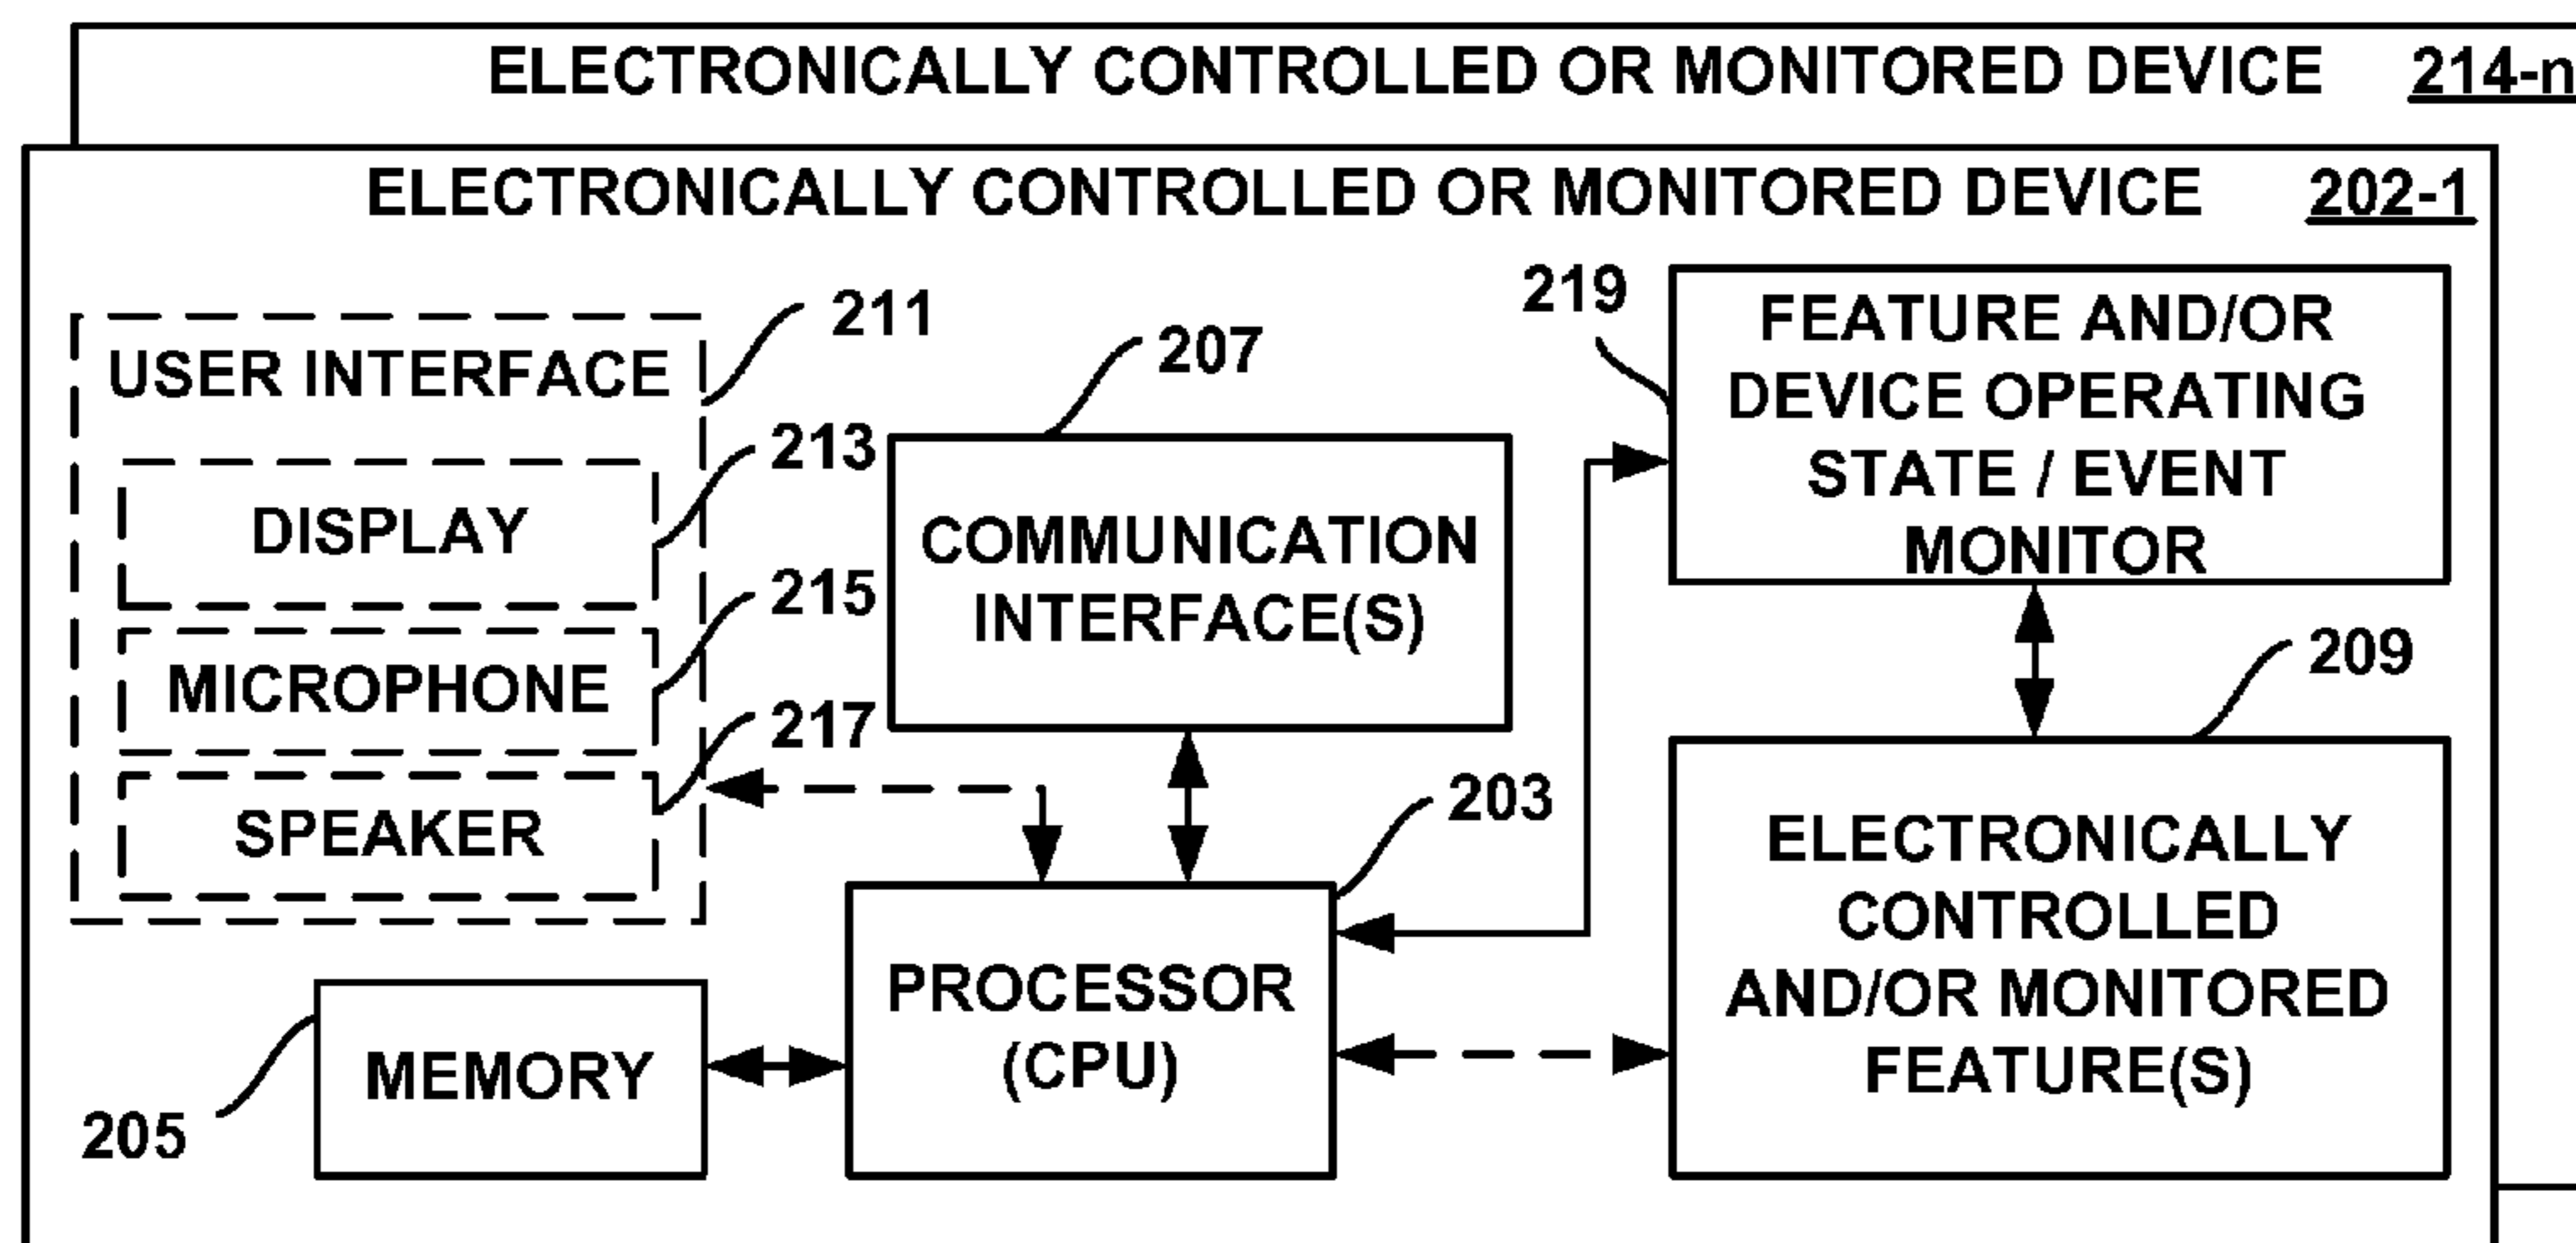 ELECTRONICALLY CONTROLLED OR MONITORED DEVICE 214-n
ELECTRONICALLY CONTROLLED OR MONITORED DEVICE 202-1
211
USER INTERFACE
213
DISPLAY
215
MICROPHONE
217
SPEAKER
207
COMMUNICATION
INTERFACE(S)
219
FEATURE AND/OR
DEVICE OPERATING
STATE / EVENT
MONITOR
209
ELECTRONICALLY
CONTROLLED
AND/OR MONITORED
FEATURE(S)
203
PROCESSOR
(CPU)
MEMORY
205